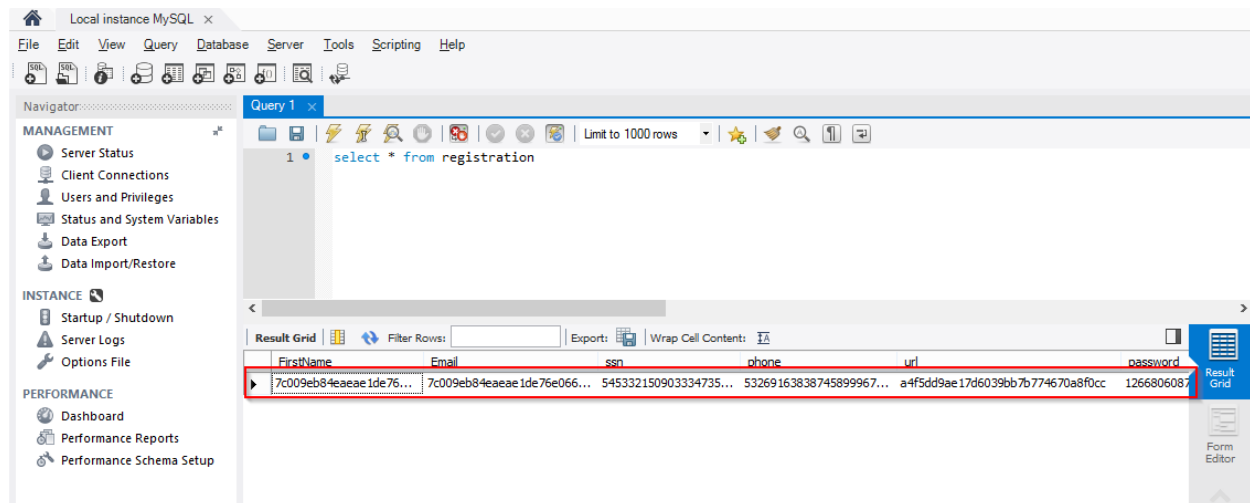 Local instance MySQL ×
File Edit View Query Database Server Tools Scripting Help
Navigator
Query 1 ×
MANAGEMENT
Server Status
Client Connections
Users and Privileges
Status and System Variables
Data Export
Data Import/Restore
INSTANCE
Startup / Shutdown
Server Logs
Options File
PERFORMANCE
Dashboard
Performance Reports
Performance Schema Setup
Limit to 1000 rows
1 select * from registration
Result Grid Filter Rows: Export: Wrap Cell Content: IA
FirstName Email ssn phone url password
7c009eb84eaeae1de76... 7c009eb84eaeae1de76e066... 545332150903334735... 53269163838745899967... a4f5dd9ae17d6039bb7b774670a8f0cc 1266806087
Result Grid
Form Editor